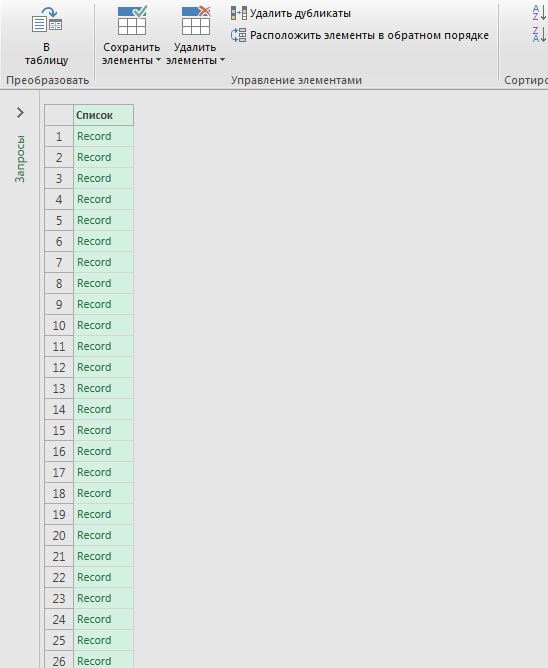 В
таблицу
Сохранить
элементы
Удалить
элементы
Удалить дубликаты
Расположить элементы в обратном порядке
A
Z
Z
A
Преобразовать
Управление элементами
Сортиро
Запросы
Список
1 Record
2 Record
3 Record
4 Record
5 Record
6 Record
7 Record
8 Record
9 Record
10 Record
11 Record
12 Record
13 Record
14 Record
15 Record
16 Record
17 Record
18 Record
19 Record
20 Record
21 Record
22 Record
23 Record
24 Record
25 Record
26 Record